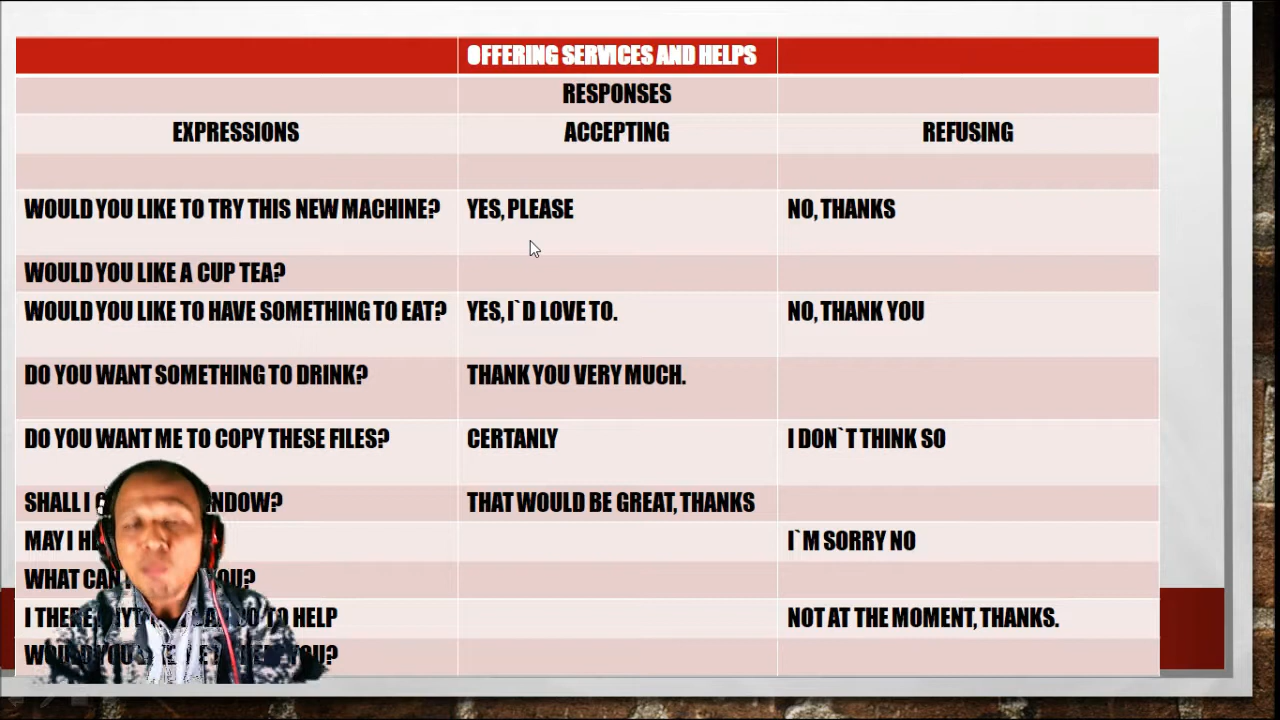 OFFERING SERVICES AND HELPS
RESPONSES
EXPRESSIONS ACCEPTING REFUSING
WOULD YOU LIKE TO TRY THIS NEW MACHINE? YES, PLEASE NO, THANKS
WOULD YOU LIKE A CUP TEA?
WOULD YOU LIKE TO HAVE SOMETHING TO EAT? YES, I`D LOVE TO. NO, THANK YOU
DO YOU WANT SOMETHING TO DRINK? THANK YOU VERY MUCH.
DO YOU WANT ME TO COPY THESE FILES? CERTANLY I DON`T THINK SO
SHALL I THAT WOULD BE GREAT, THANKS
MAY I I`M SORRY NO
WHAT CAN
I THERE TO HELP NOT AT THE MOMENT, THANKS.
WOULD YOU